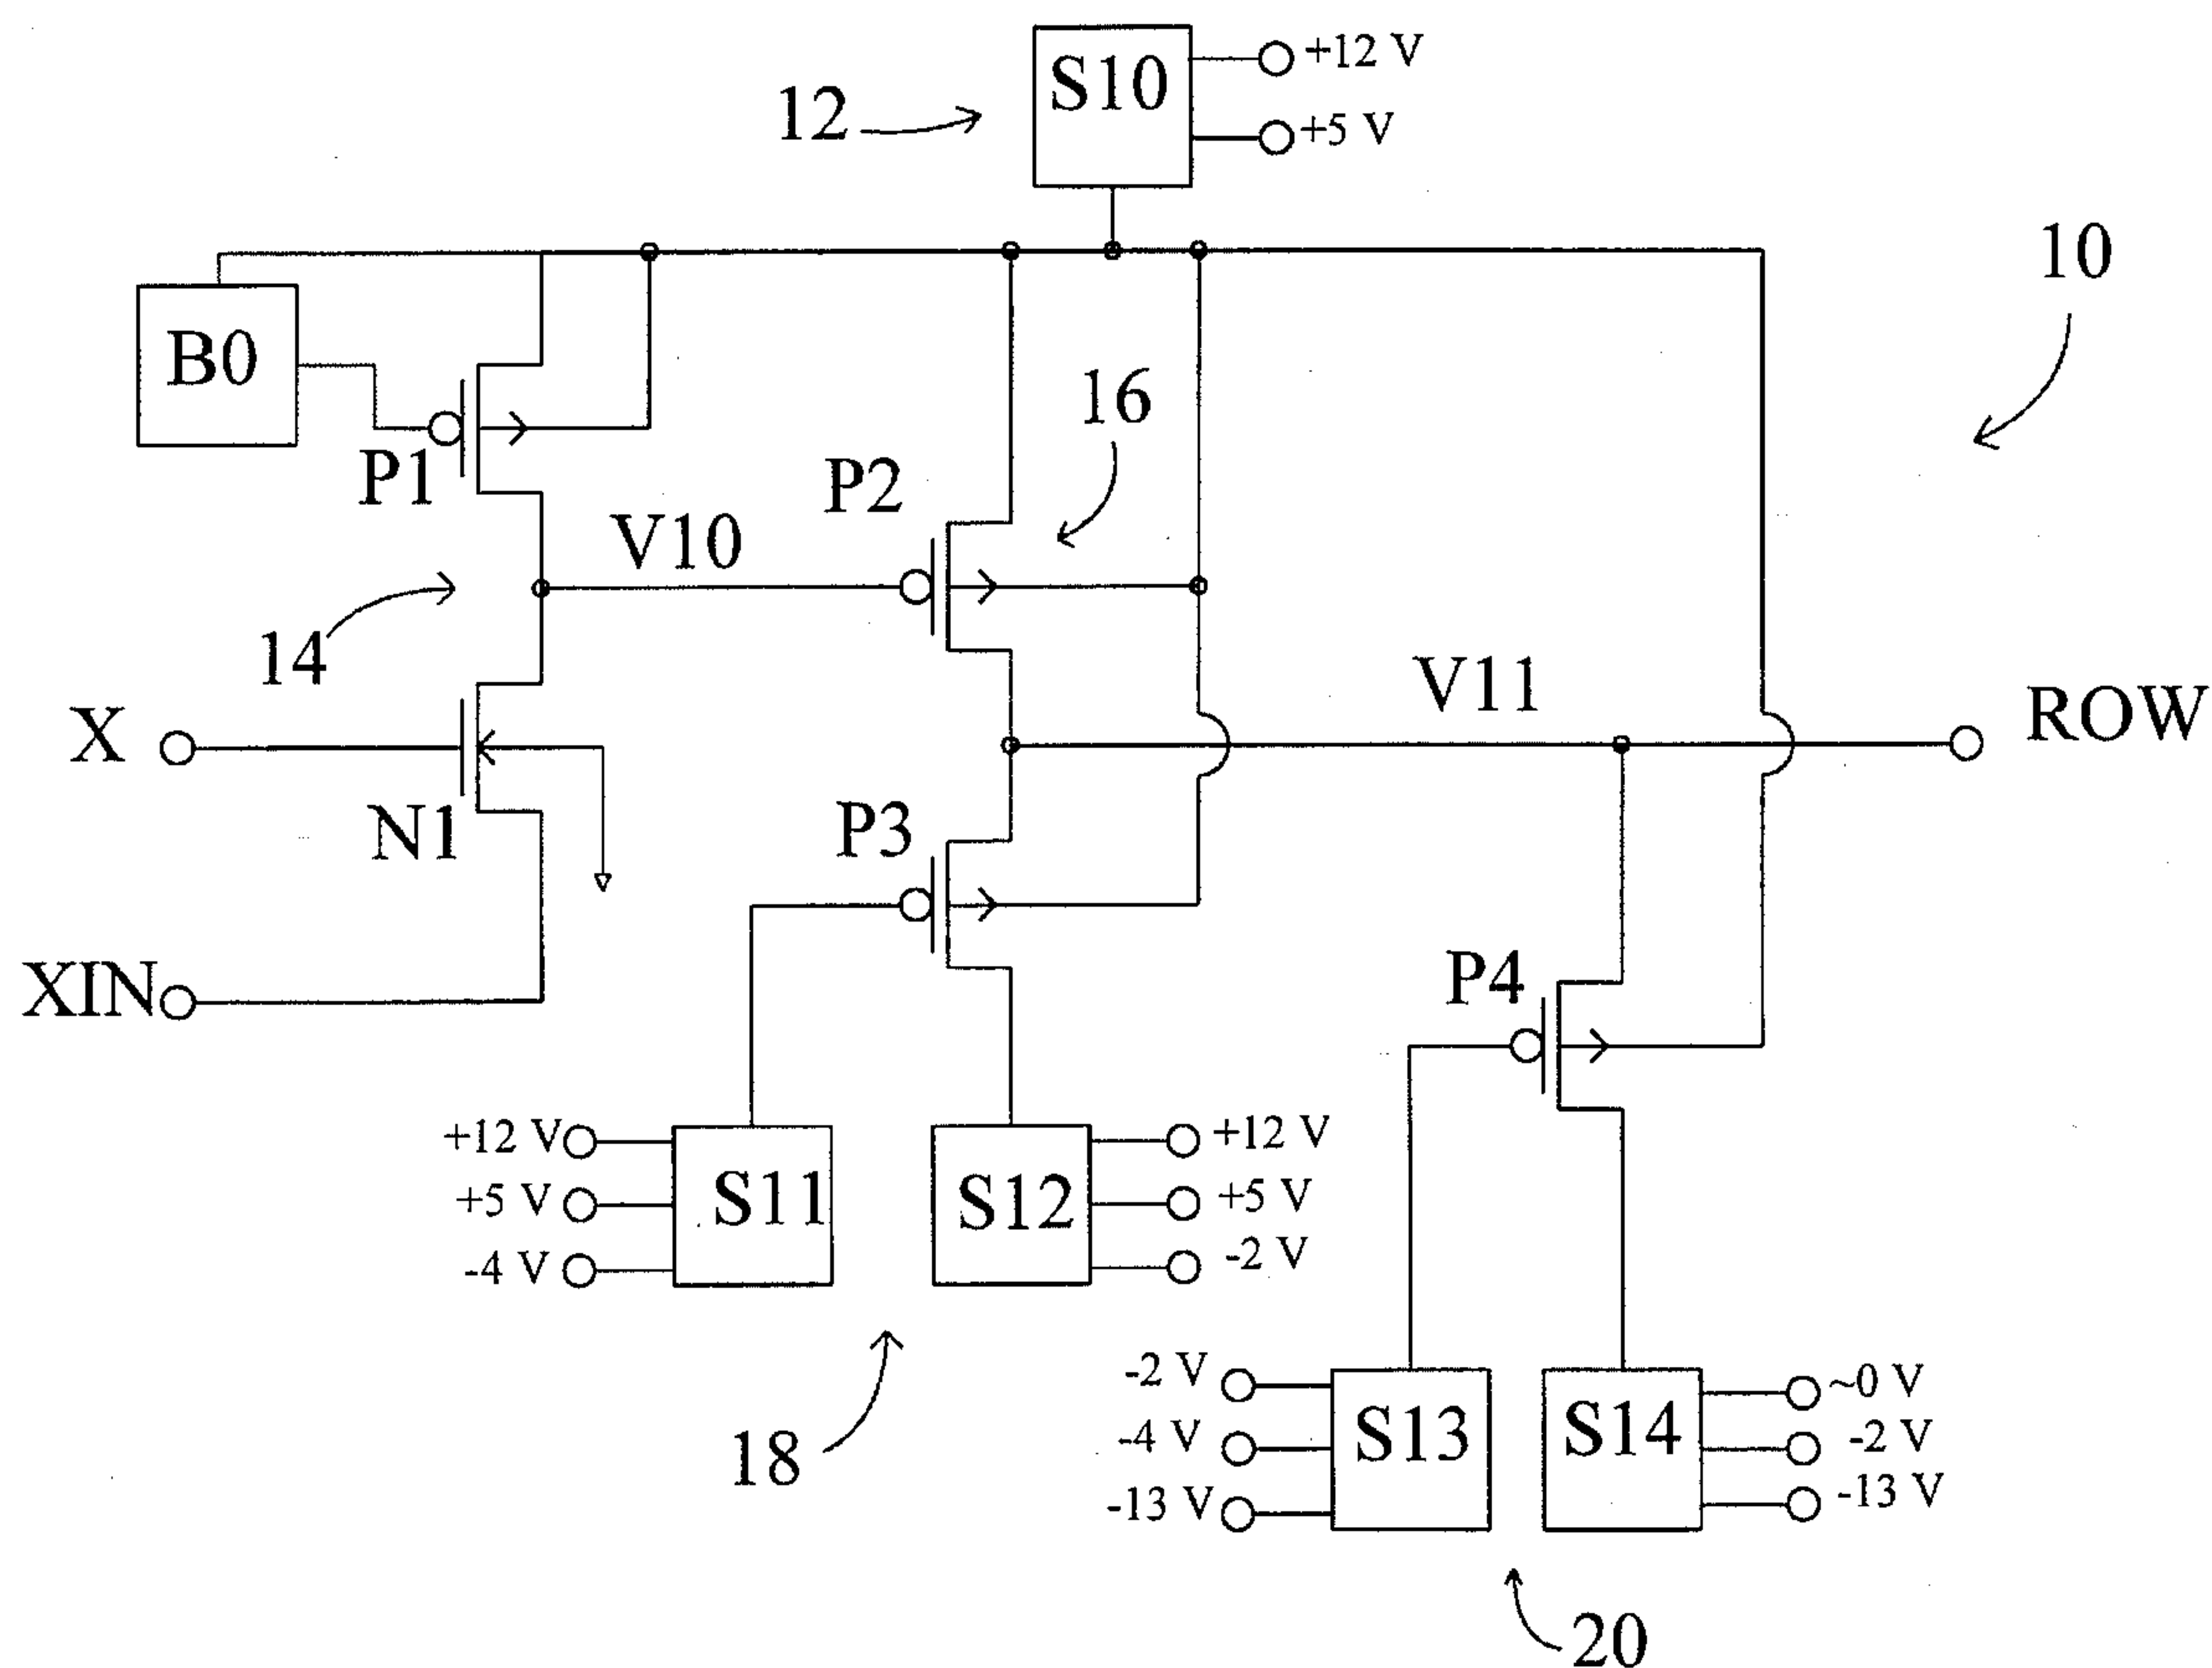 S10
+12 V
+5 V
12
10
B0
P1
16
P2
V10
14
V11
X
ROW
N1
P3
XIN
P4
+12 V
+5 V
-4 V
S11
S12
+12 V
+5 V
-2 V
18
-2 V
-4 V
-13 V
S13
S14
~0 V
-2 V
-13 V
20